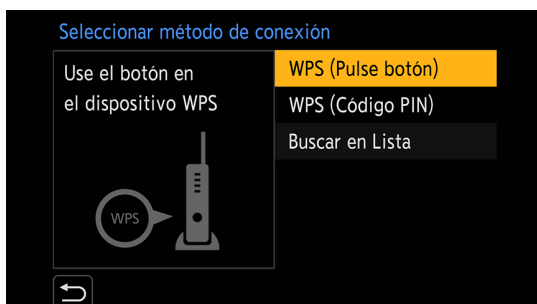 Seleccionar método de conexión
Use el botón en
el dispositivo WPS
WPS
WPS (Pulse botón)
WPS (Código PIN)
Buscar en Lista